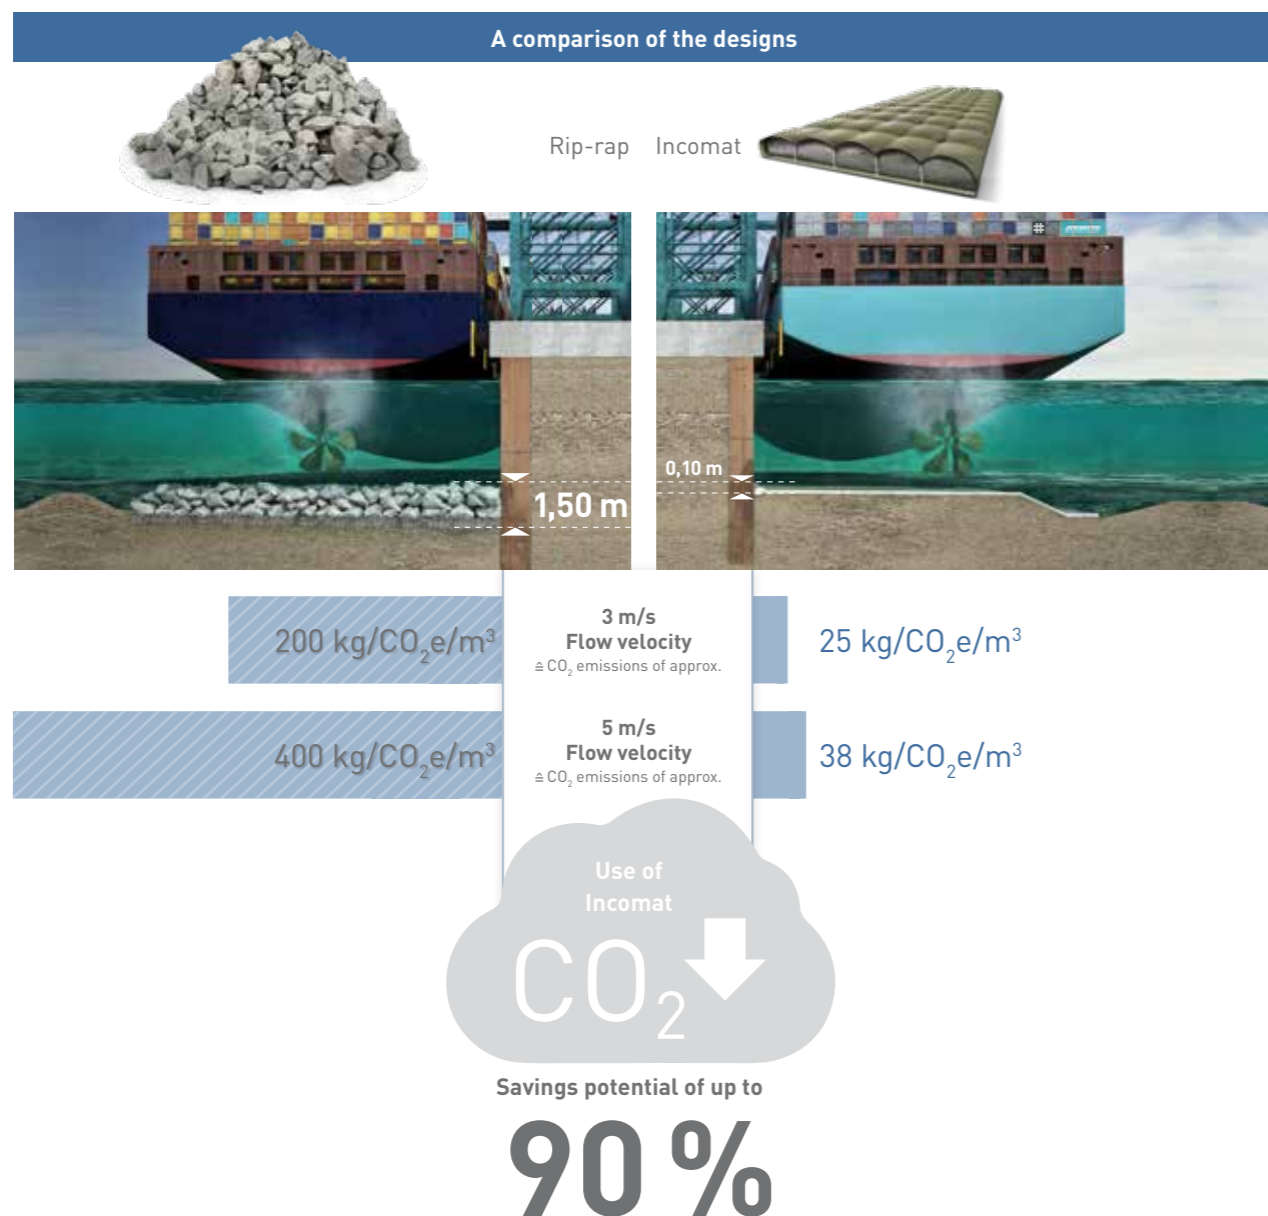 A comparison of the designs
Rip-rap Incomat
0,10 m
1,50 m
3 m/s
Flow velocity
≙ CO₂ emissions of approx.
200 kg/CO₂e/m³
25 kg/CO₂e/m³
5 m/s
Flow velocity
≙ CO₂ emissions of approx.
400 kg/CO₂e/m³
38 kg/CO₂e/m³
Use of
Incomat
CO₂
Savings potential of up to
90 %